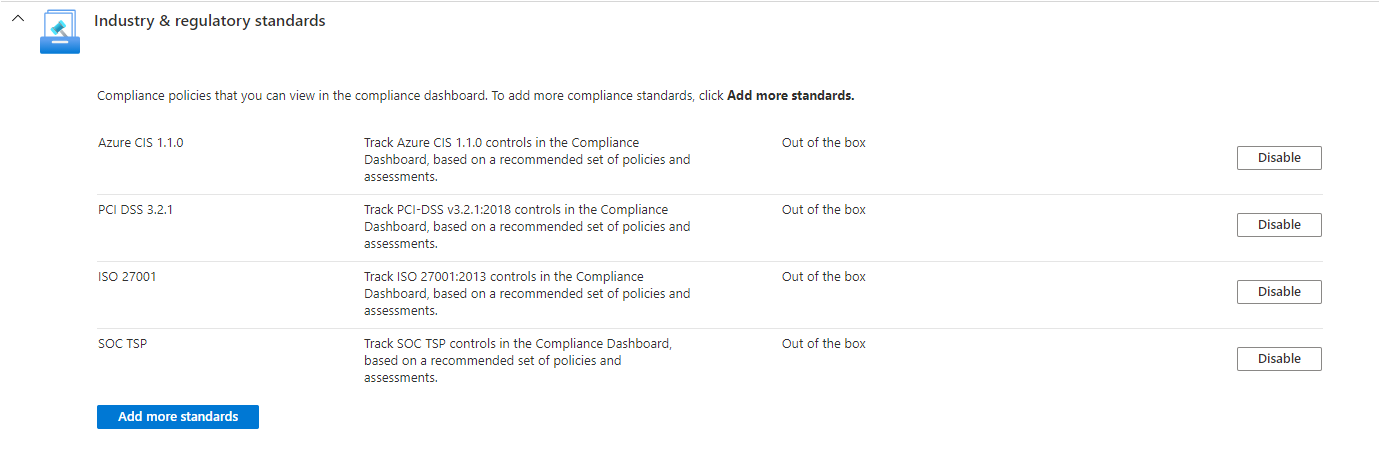 Industry & regulatory standards
Compliance policies that you can view in the compliance dashboard. To add more compliance standards, click Add more standards.
Azure CIS 1.1.0
Track Azure CIS 1.1.0 controls in the Compliance
Dashboard, based on a recommended set of policies and
assessments.
Out of the box
Disable
PCI DSS 3.2.1
Track PCI-DSS v3.2.1:2018 controls in the Compliance
Dashboard, based on a recommended set of policies and
assessments.
Out of the box
Disable
ISO 27001
Track ISO 27001:2013 controls in the Compliance
Dashboard, based on a recommended set of policies and
assessments.
Out of the box
Disable
SOC TSP
Track SOC TSP controls in the Compliance Dashboard,
based on a recommended set of policies and
assessments.
Out of the box
Disable
Add more standards